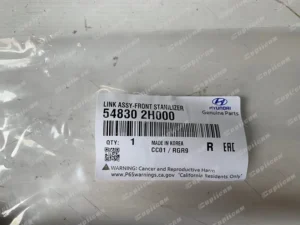 LINK ASSY-FRONT STABILIZER
54830 2H000
HYUNDAI
Genuine Parts
QTY: 1 MADE IN KOREA
CC01 / RGR9 R EAC
WARNING: Cancer and Reproductive Harm
www.P65warnings.ca.gov "California Residents Only"